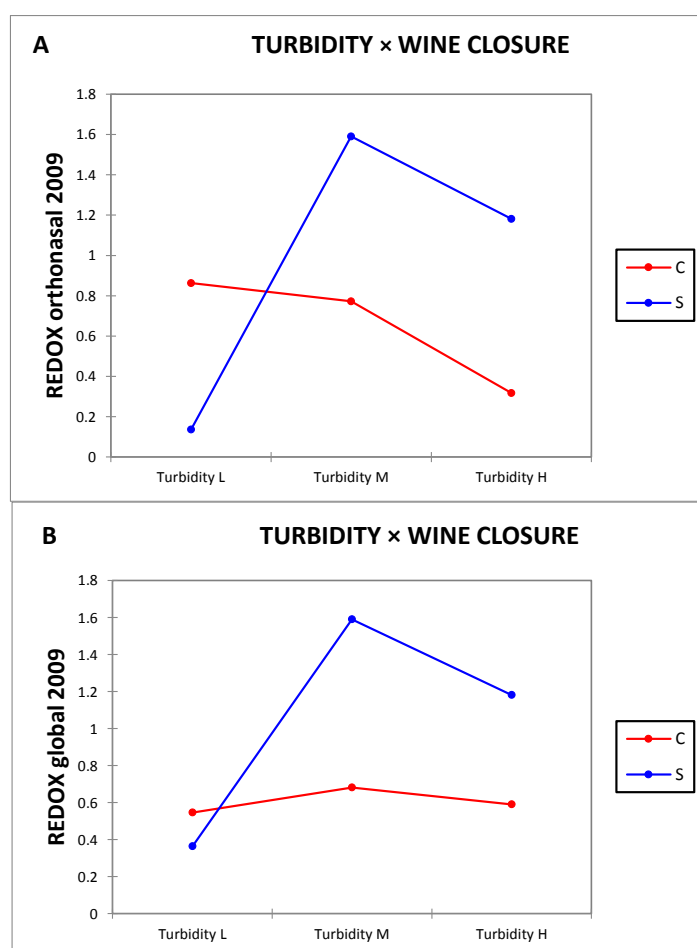 A
TURBIDITY × WINE CLOSURE
REDOX orthonasal 2009
1.8
1.6
1.4
1.2
1
0.8
0.6
0.4
0.2
0
Turbidity L Turbidity M Turbidity H
C
S
B
TURBIDITY × WINE CLOSURE
REDOX global 2009
1.8
1.6
1.4
1.2
1
0.8
0.6
0.4
0.2
0
Turbidity L Turbidity M Turbidity H
C
S